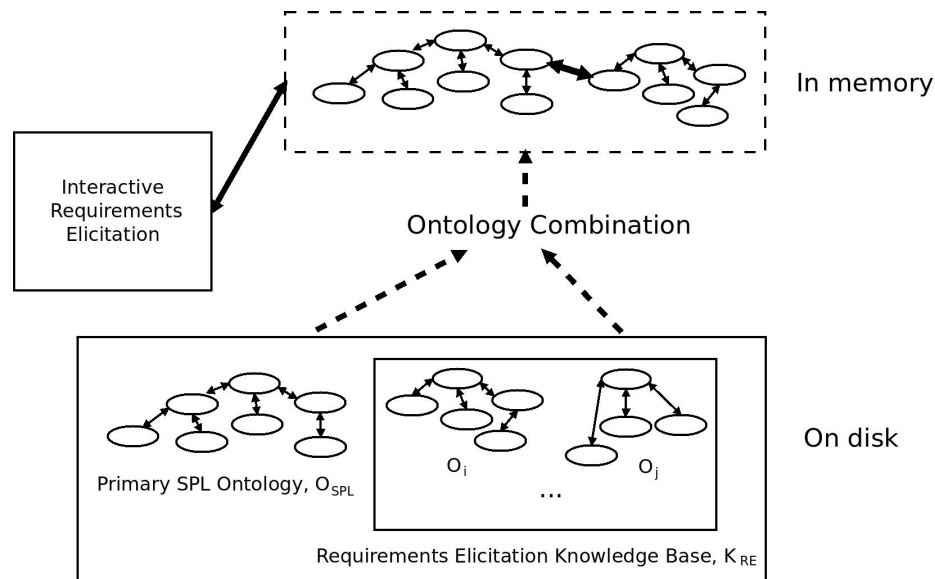 In memory
Interactive
Requirements
Elicitation
Ontology Combination
On disk
O_i
O_j
Primary SPL Ontology, O_SPL
...
Requirements Elicitation Knowledge Base, K_RE